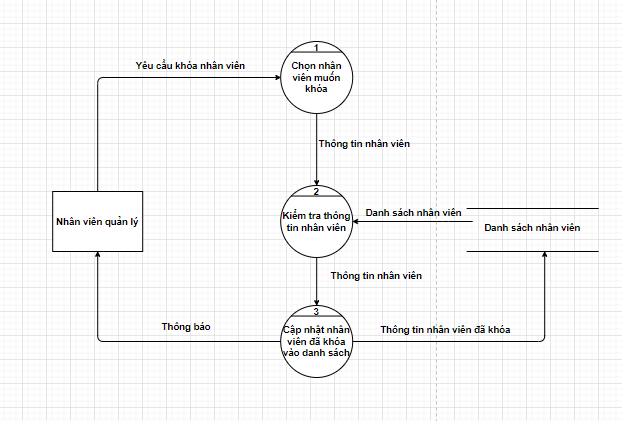 1
Yêu cầu khóa nhân viên
Chọn nhân
viên muốn
khóa
Thông tin nhân viên
2
Nhân viên quản lý
Kiểm tra thông
tin nhân viên
Danh sách nhân viên
Danh sách nhân viên
Thông tin nhân viên
3
Thông báo
Cập nhật nhân
viên đã khóa
vào danh sách
Thông tin nhân viên đã khóa